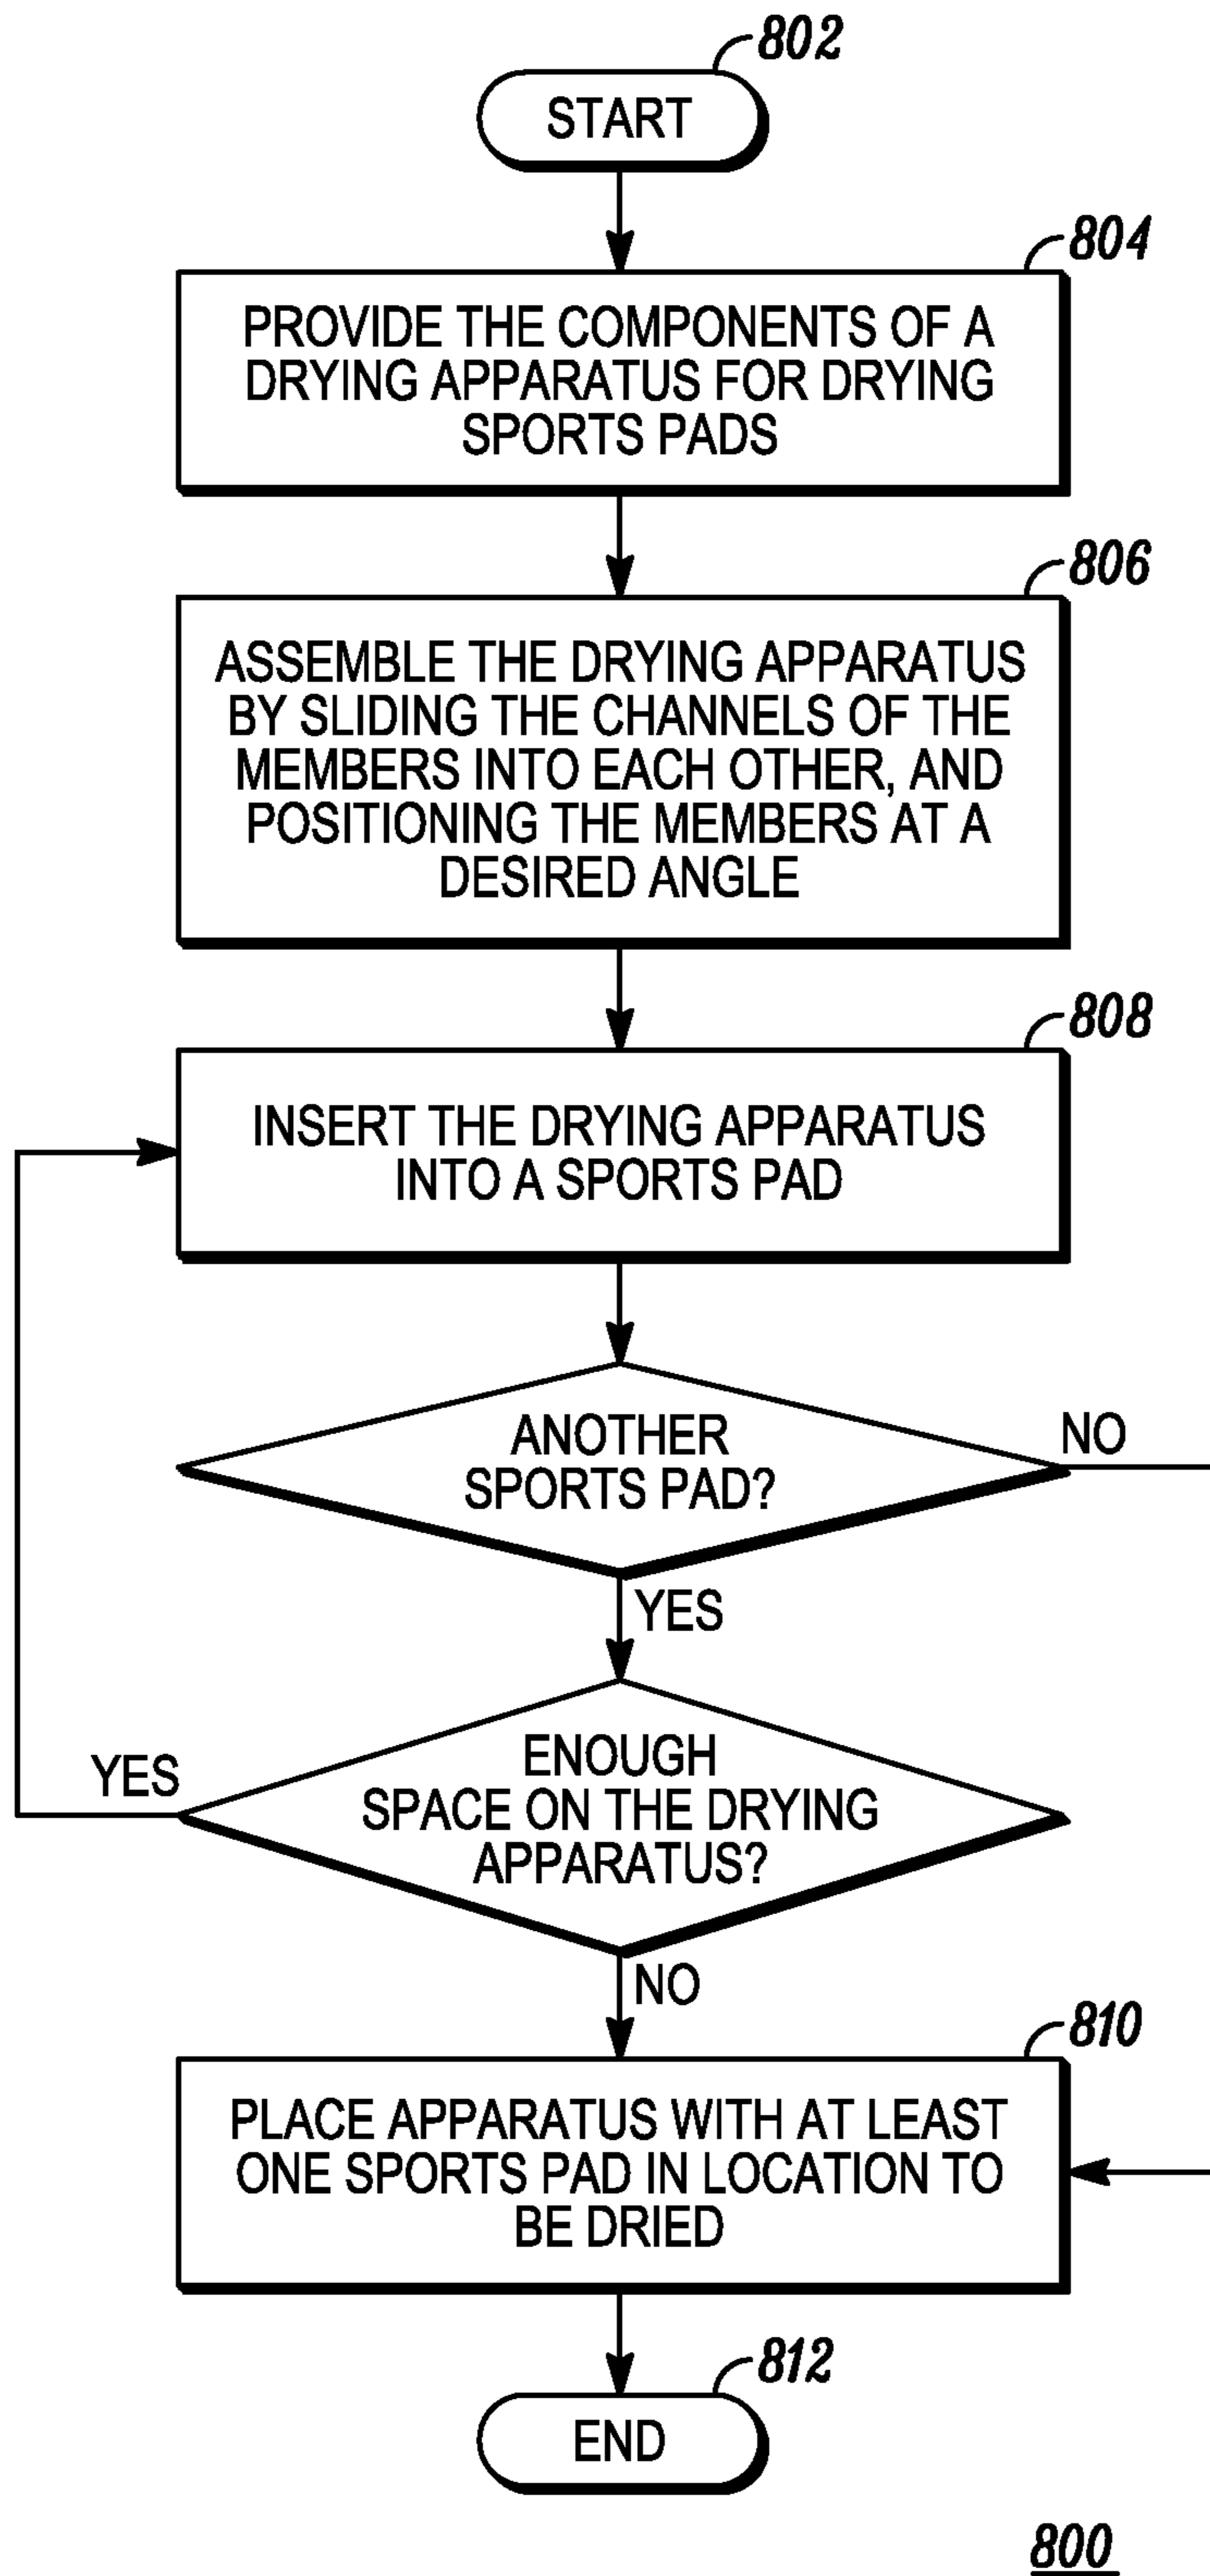 802
START
804
PROVIDE THE COMPONENTS OF A
DRYING APPARATUS FOR DRYING
SPORTS PADS
806
ASSEMBLE THE DRYING APPARATUS
BY SLIDING THE CHANNELS OF THE
MEMBERS INTO EACH OTHER, AND
POSITIONING THE MEMBERS AT A
DESIRED ANGLE
808
INSERT THE DRYING APPARATUS
INTO A SPORTS PAD
ANOTHER
SPORTS PAD?
NO
YES
ENOUGH
SPACE ON THE DRYING
APPARATUS?
YES
NO
810
PLACE APPARATUS WITH AT LEAST
ONE SPORTS PAD IN LOCATION TO
BE DRIED
812
END
800